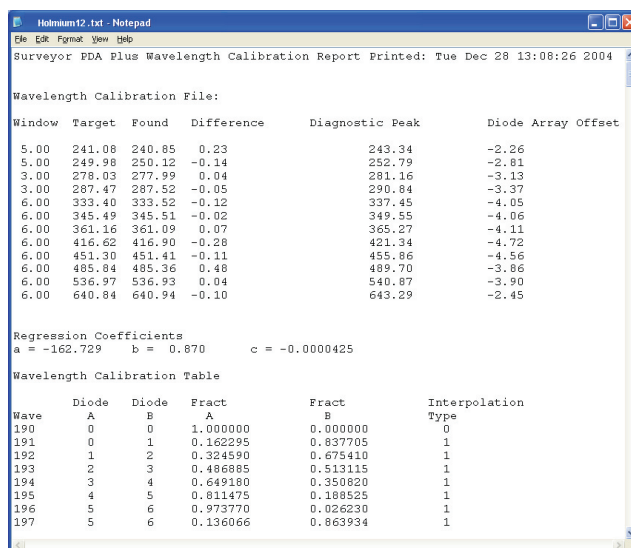 Holmium12.txt - Notepad
File Edit Format View Help
Surveyor PDA Plus Wavelength Calibration Report Printed: Tue Dec 28 13:08:26 2004
Wavelength Calibration File:
Window Target Found Difference Diagnostic Peak Diode Array Offset
5.00 241.08 240.85 0.23 243.34 -2.26
5.00 249.98 250.12 -0.14 252.79 -2.81
3.00 278.03 277.99 0.04 281.16 -3.13
3.00 287.47 287.52 -0.05 290.84 -3.37
6.00 333.40 333.52 -0.12 337.45 -4.05
6.00 345.49 345.51 -0.02 349.55 -4.06
6.00 361.16 361.09 0.07 365.27 -4.11
6.00 416.62 416.90 -0.28 421.34 -4.72
6.00 451.30 451.41 -0.11 455.86 -4.56
6.00 485.84 485.36 0.48 489.70 -3.86
6.00 536.97 536.93 0.04 540.87 -3.90
6.00 640.84 640.94 -0.10 643.29 -2.45
Regression Coefficients
a = -162.729 b = 0.870 c = -0.0000425
Wavelength Calibration Table
Diode Diode Fract Fract Interpolation
Wave A B A B Type
190 0 0 1.000000 0.000000 0
191 0 1 0.162295 0.837705 1
192 1 2 0.324590 0.675410 1
193 2 3 0.486885 0.513115 1
194 3 4 0.649180 0.350820 1
195 4 5 0.811475 0.188525 1
196 5 6 0.973770 0.026230 1
197 5 6 0.136066 0.863934 1